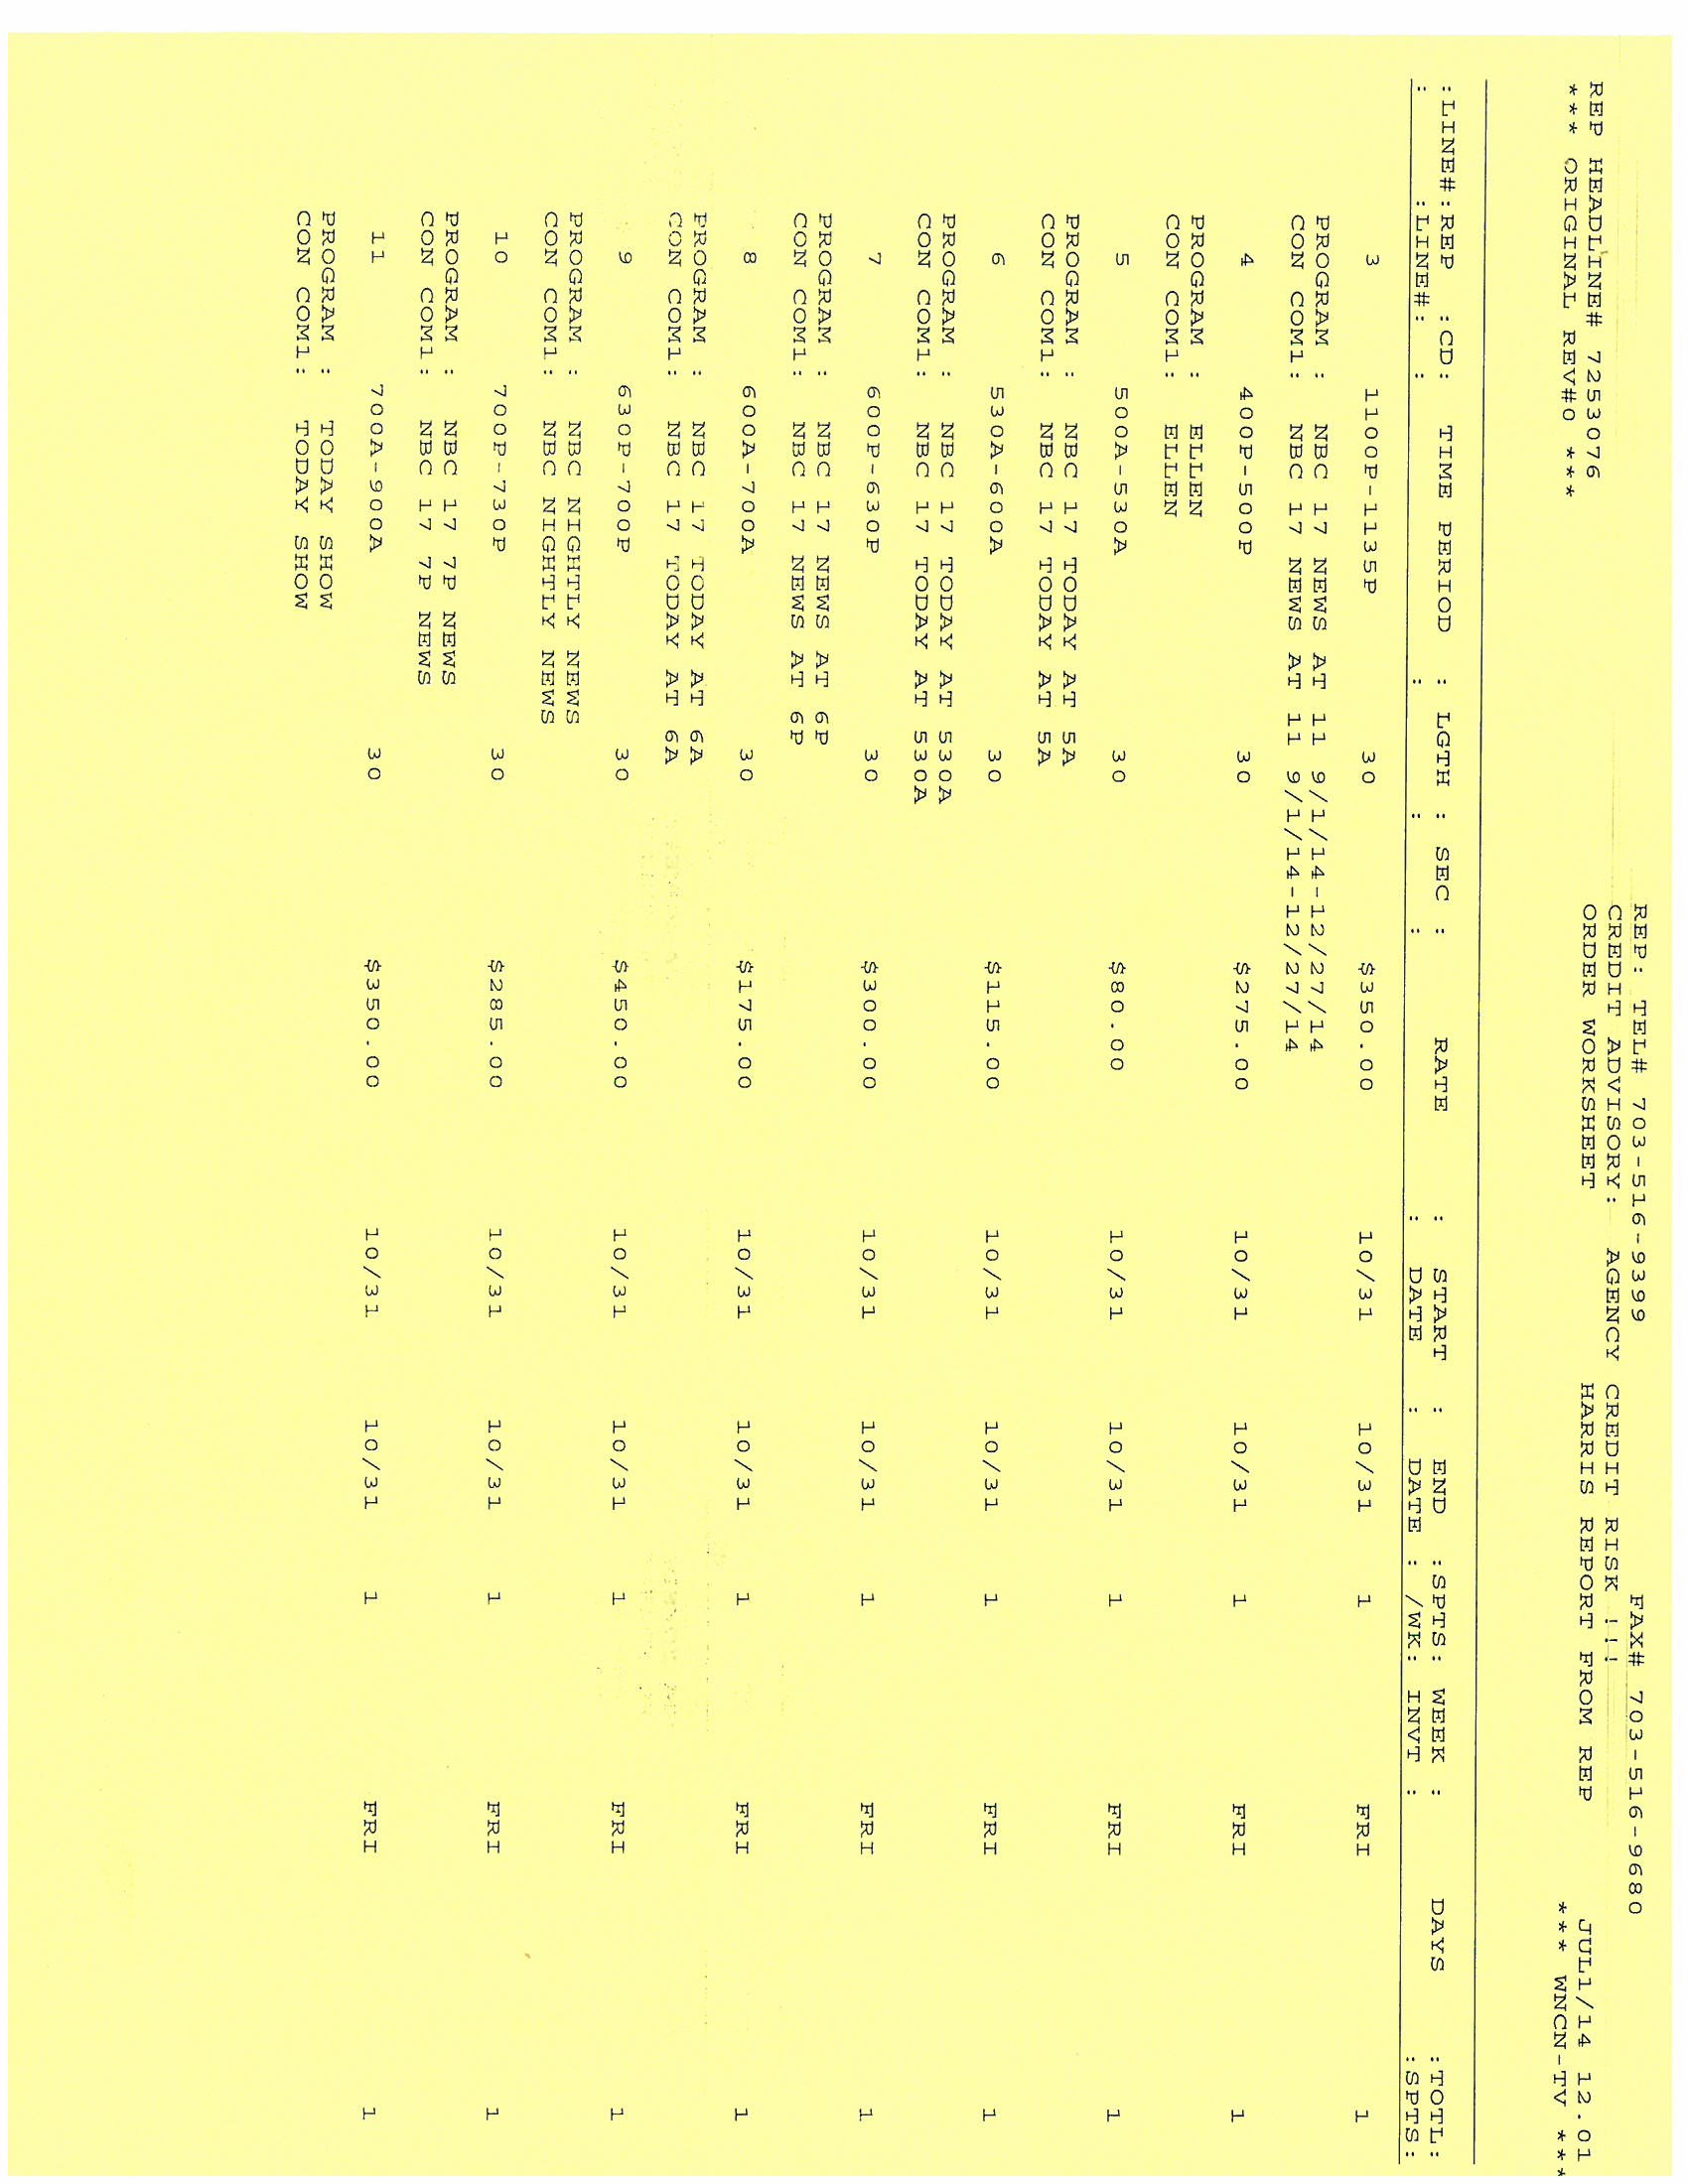 REP: TEL# 703-516-9399 FAX# 703-516-9680
CREDIT ADVISORY: AGENCY CREDIT RISK !!!
REP HEADLINE# 7253076 ORDER WORKSHEET HARRIS REPORT FROM REP JUL1/14 12.01
*** ORIGINAL REV#0 *** *** WNCN-TV ***
:LINE#:REP :CD: TIME PERIOD : LGTH : SEC : RATE : START : END :SPTS: WEEK : DAYS :TOTL:
: :LINE#: : : : : : DATE : DATE : /WK: INVT : :SPTS:
3 1100P-1135P 30 $350.00 10/31 10/31 1 FRI 1
PROGRAM : NBC 17 NEWS AT 11 9/1/14-12/27/14
CON COM1: NBC 17 NEWS AT 11 9/1/14-12/27/14
4 400P-500P 30 $275.00 10/31 10/31 1 FRI 1
PROGRAM : ELLEN
CON COM1: ELLEN
5 500A-530A 30 $80.00 10/31 10/31 1 FRI 1
PROGRAM : NBC 17 TODAY AT 5A
CON COM1: NBC 17 TODAY AT 5A
6 530A-600A 30 $115.00 10/31 10/31 1 FRI 1
PROGRAM : NBC 17 TODAY AT 530A
CON COM1: NBC 17 TODAY AT 530A
7 600P-630P 30 $300.00 10/31 10/31 1 FRI 1
PROGRAM : NBC 17 NEWS AT 6P
CON COM1: NBC 17 NEWS AT 6P
8 600A-700A 30 $175.00 10/31 10/31 1 FRI 1
PROGRAM : NBC 17 TODAY AT 6A
CON COM1: NBC 17 TODAY AT 6A
9 630P-700P 30 $450.00 10/31 10/31 1 FRI 1
PROGRAM : NBC NIGHTLY NEWS
CON COM1: NBC NIGHTLY NEWS
10 700P-730P 30 $285.00 10/31 10/31 1 FRI 1
PROGRAM : NBC 17 7P NEWS
CON COM1: NBC 17 7P NEWS
11 700A-900A 30 $350.00 10/31 10/31 1 FRI 1
PROGRAM : TODAY SHOW
CON COM1: TODAY SHOW